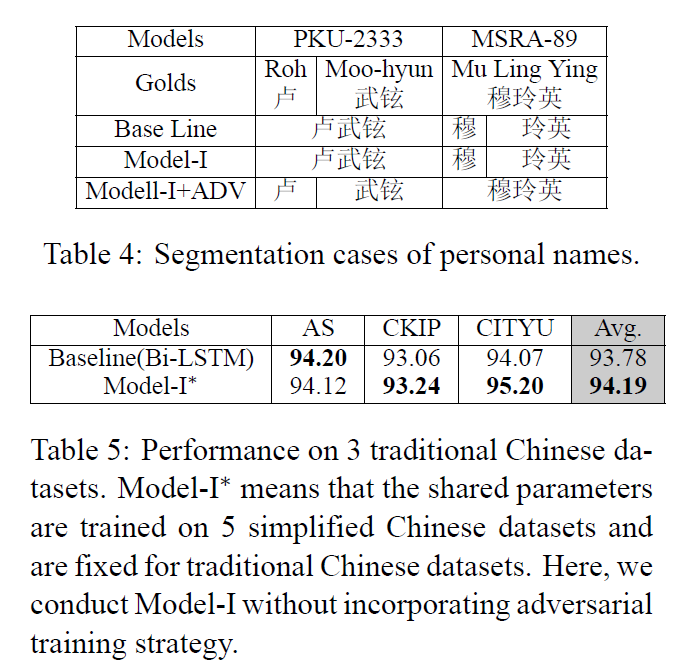 Models PKU-2333 MSRA-89
Golds Roh Moo-hyun Mu Ling Ying
卢 武铉 穆玲英
Base Line 卢武铉 穆 玲英
Model-I 卢武铉 穆 玲英
Modell-I+ADV 卢 武铉 穆玲英
Table 4: Segmentation cases of personal names.
Models AS CKIP CITYU Avg.
Baseline(Bi-LSTM) 94.20 93.06 94.07 93.78
Model-I* 94.12 93.24 95.20 94.19
Table 5: Performance on 3 traditional Chinese da-
tasets. Model-I* means that the shared parameters
are trained on 5 simplified Chinese datasets and
are fixed for traditional Chinese datasets. Here, we
conduct Model-I without incorporating adversarial
training strategy.